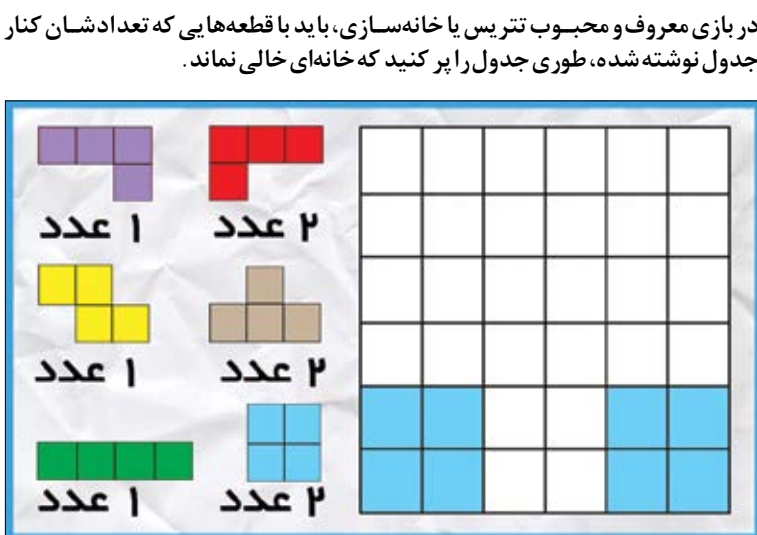 در بازی معروف و محبوب تتریس یا خانه‌سازی، باید با قطعه‌هایی که تعدادشان کنار
جدول نوشته شده، طوری جدول را پر کنید که خانه‌ای خالی نماند.
۲ عدد
۱ عدد
۲ عدد
۱ عدد
۲ عدد
۱ عدد